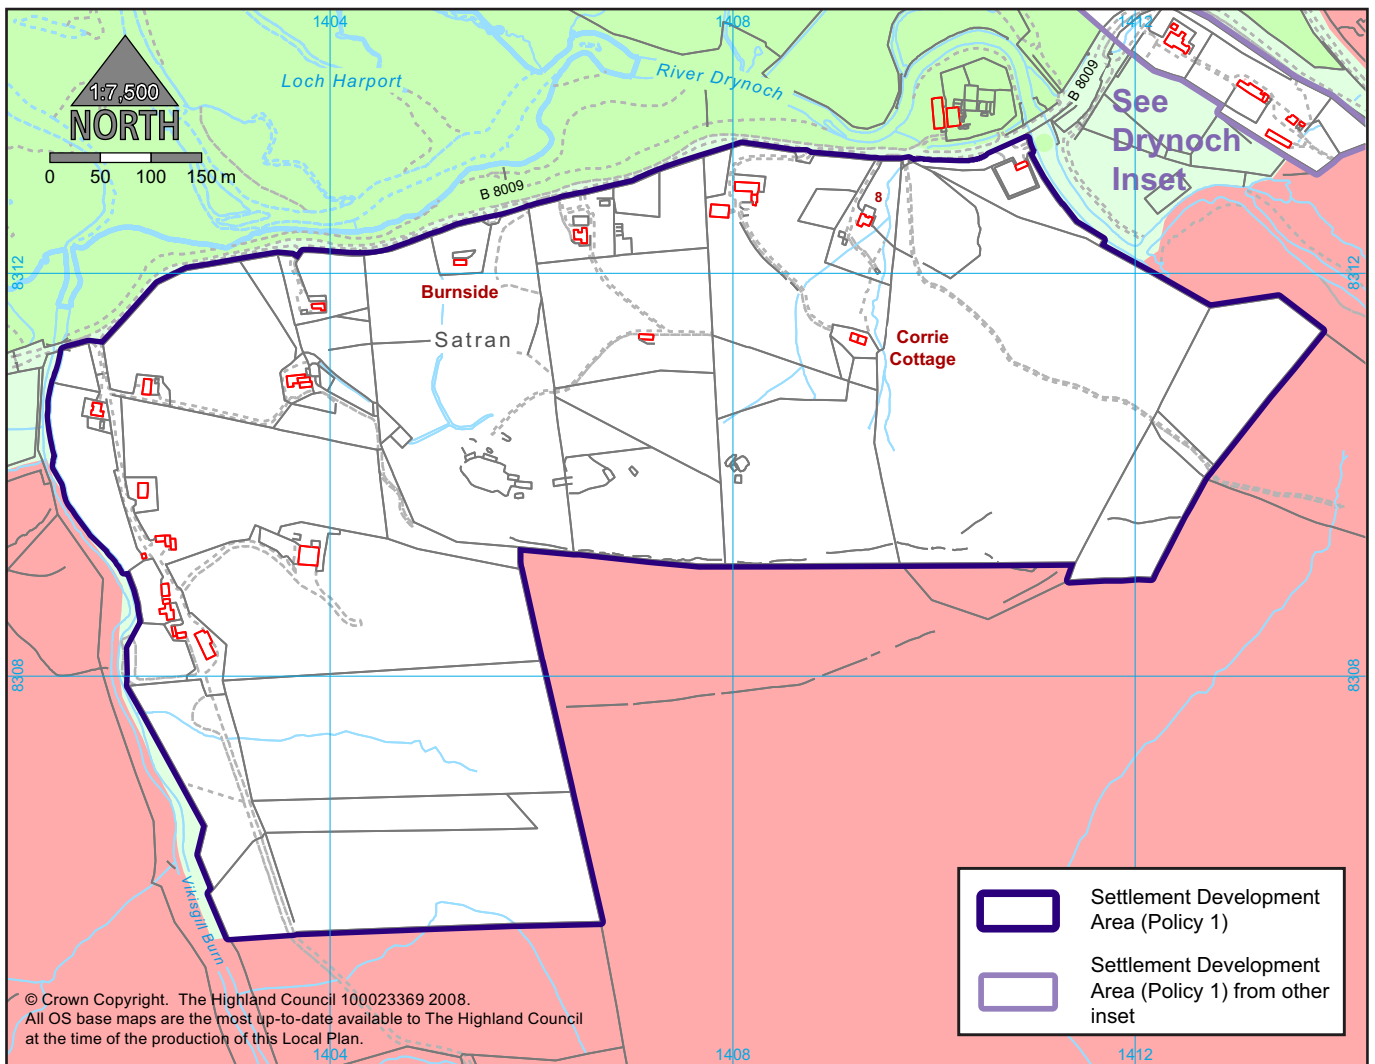 1404
1408
1412
1:7,500
NORTH
0 50 100 150 m
Loch Harport
River Drynoch
B 8009
See
Drynoch
Inset
B 8009
8
8312
8312
Burnside
Satran
Corrie
Cottage
8308
8308
Vikisgill Burn
Settlement Development
Area (Policy 1)
Settlement Development
Area (Policy 1) from other
inset
© Crown Copyright. The Highland Council 100023369 2008.
All OS base maps are the most up-to-date available to The Highland Council
at the time of the production of this Local Plan.
1404
1408
1412